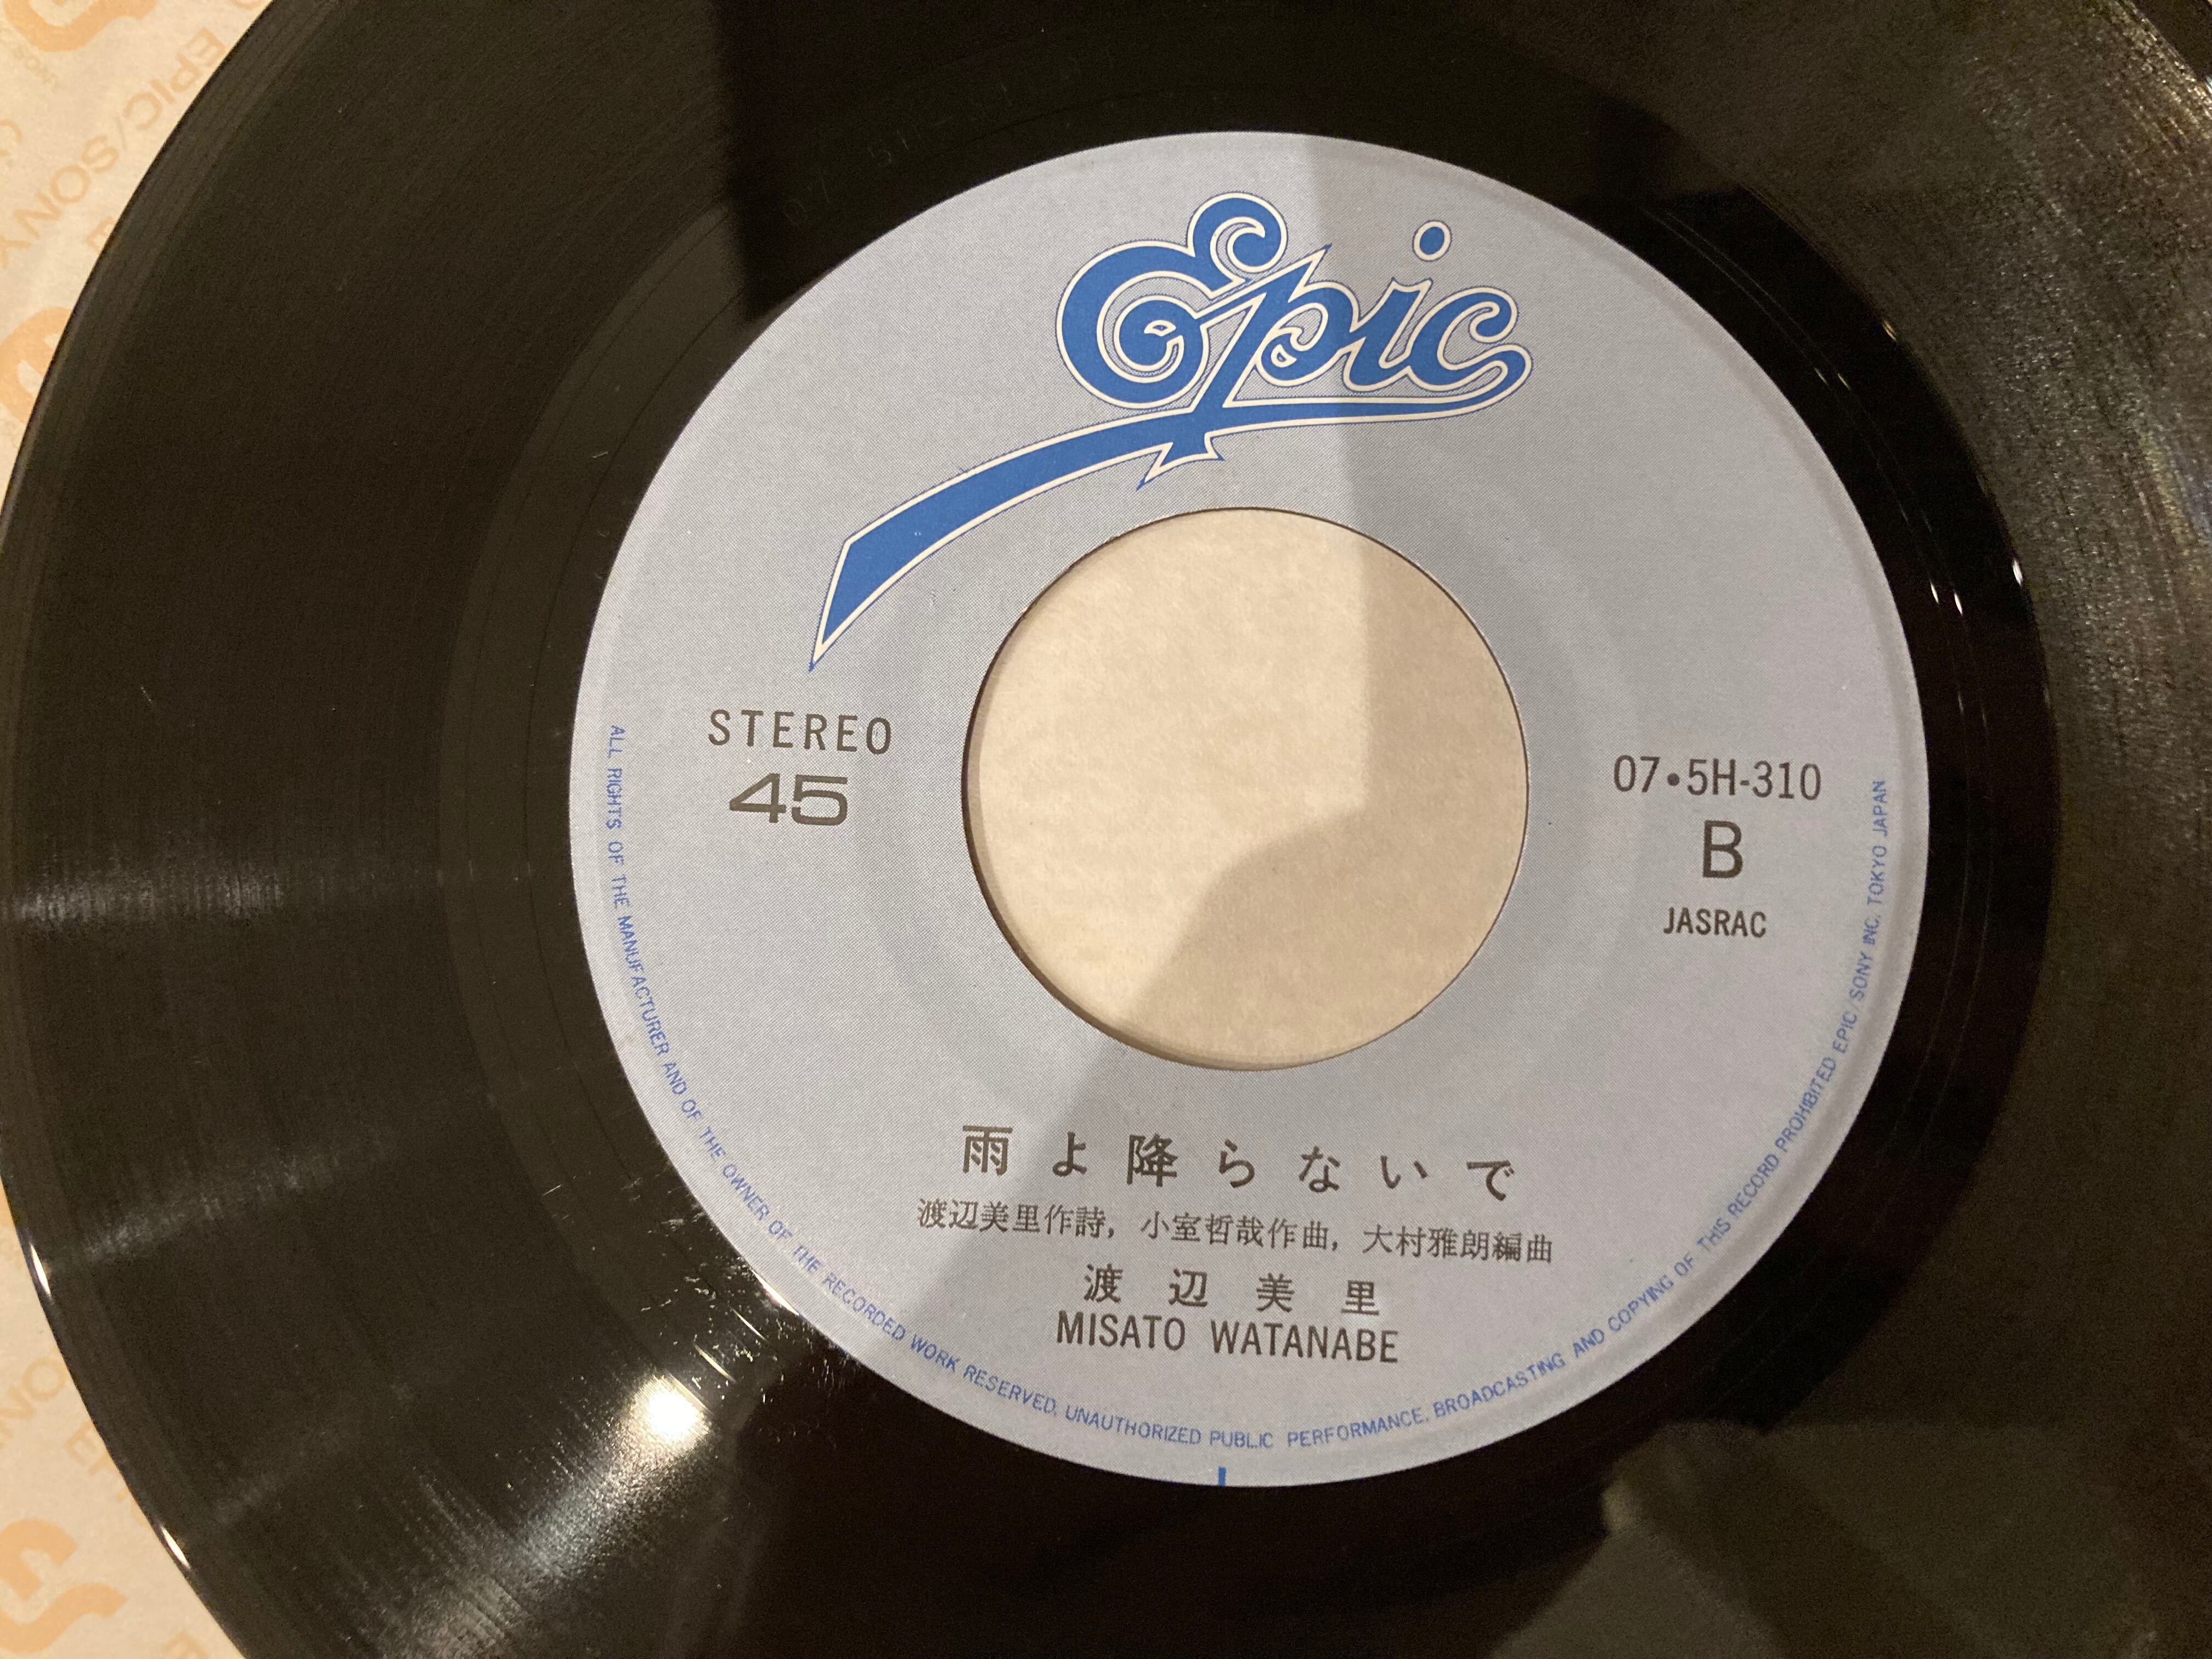 Epic
STEREO
45
07•5H-310
B
JASRAC
雨よ降らないで
渡辺美里作詩，小室哲哉作曲，大村雅朗編曲
渡辺美里
MISATO WATANABE
ALL RIGHTS OF THE MANUFACTURER AND OF THE OWNER OF THE RECORDED WORK RESERVED. UNAUTHORIZED PUBLIC PERFORMANCE, BROADCASTING AND COPYING OF THIS RECORD PROHIBITED EPIC/SONY INC. TOKYO JAPAN
EPIC/SONY